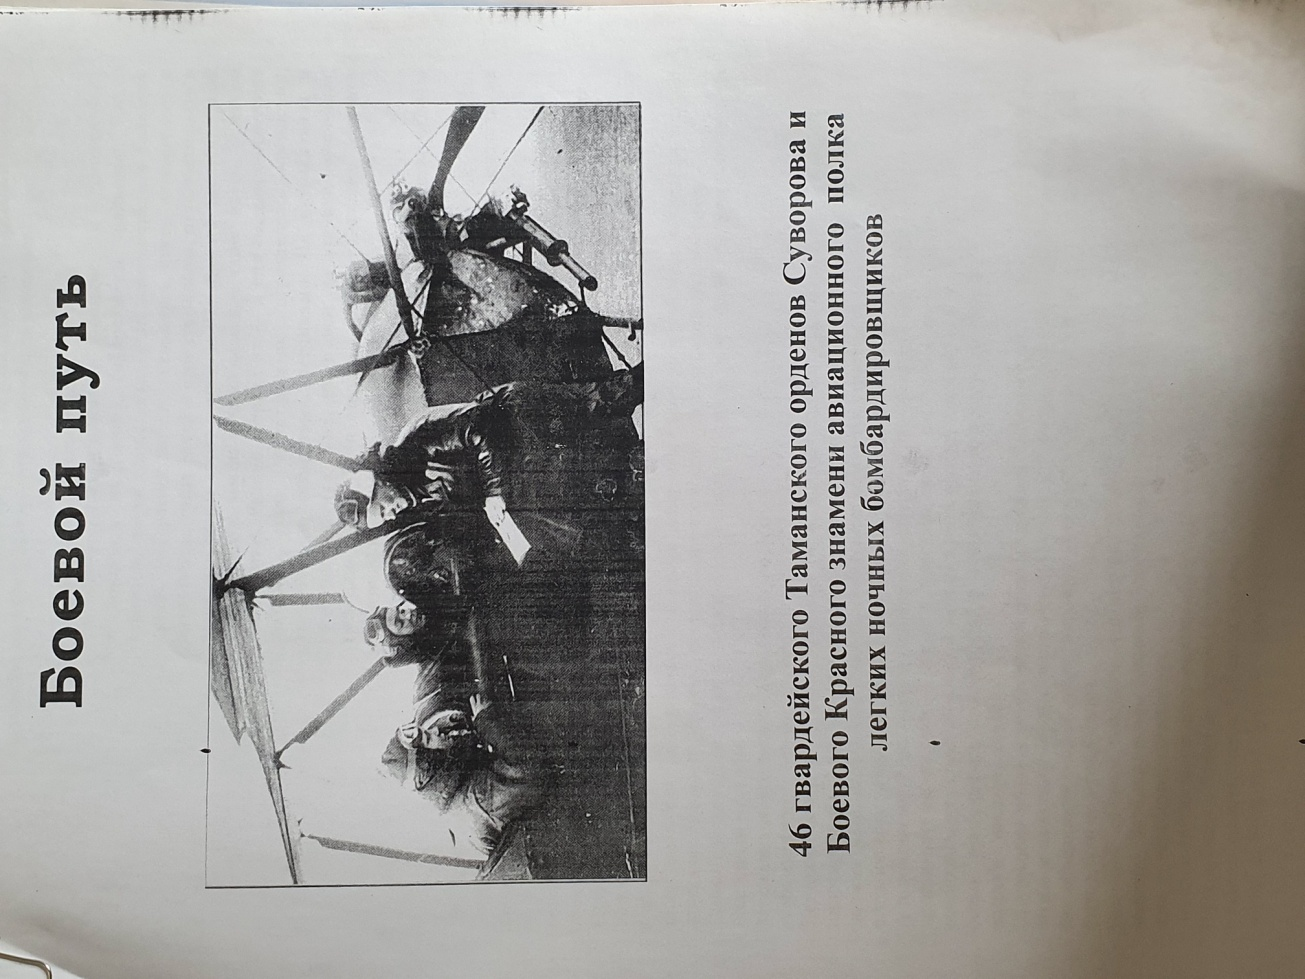 Боевой путь
46 гвардейского Таманского орденов Суворова и
Боевого Красного знамени авиационного полка
легких ночных бомбардировщиков